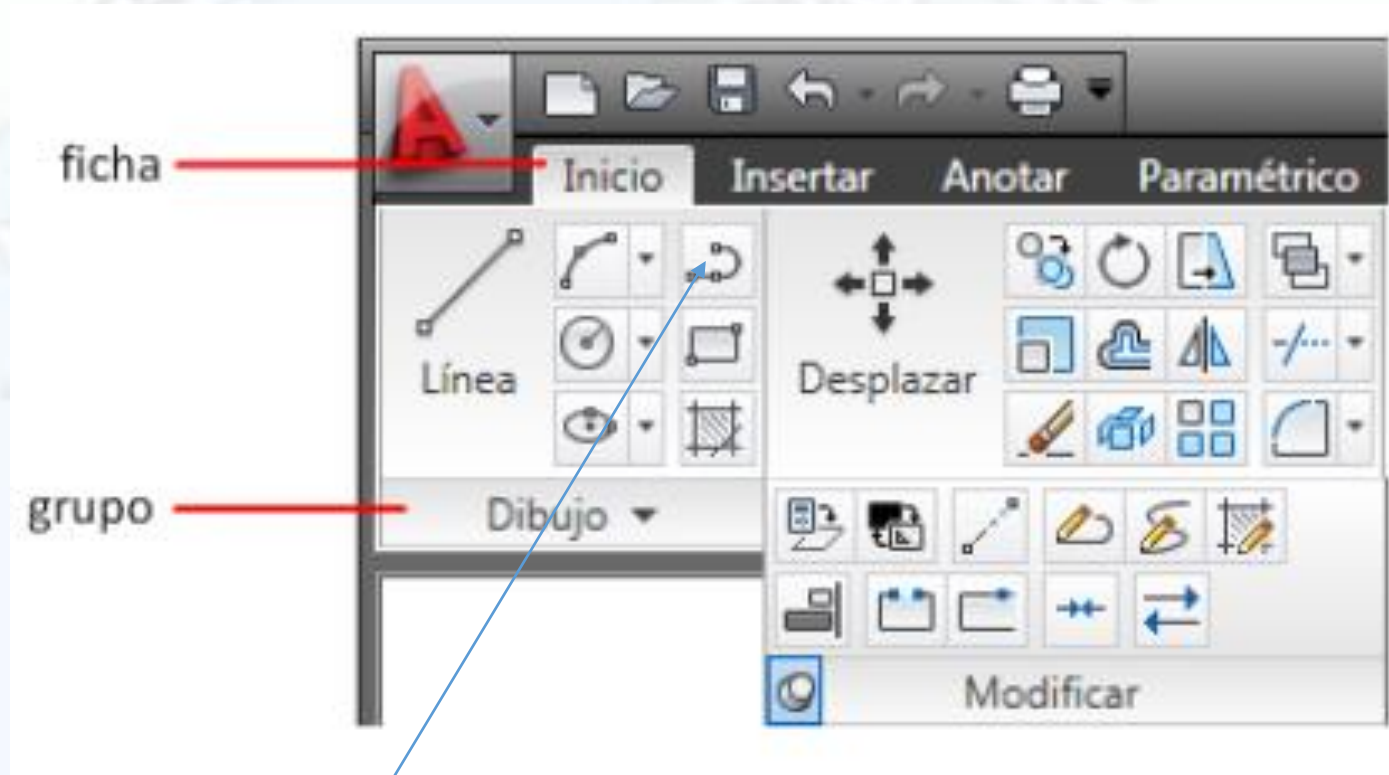 ficha
Inicio Insertar Anotar Paramétrico
Línea
Desplazar
grupo
Dibujo
Modificar